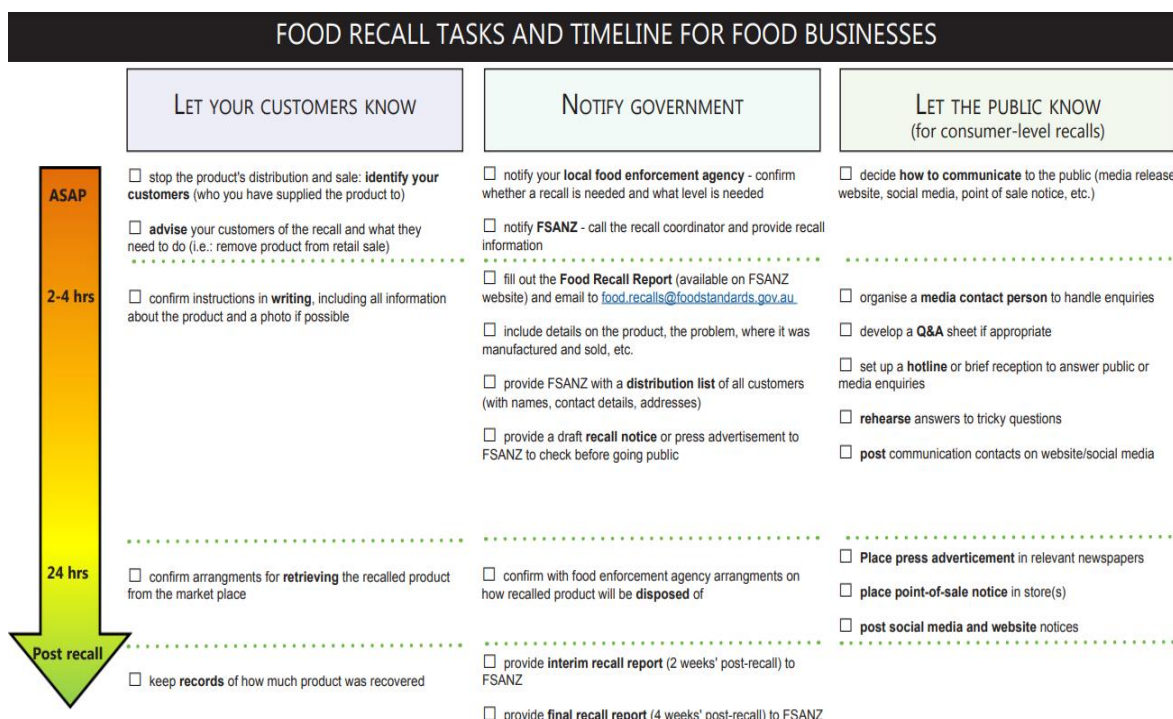 FOOD RECALL TASKS AND TIMELINE FOR FOOD BUSINESSES
LET YOUR CUSTOMERS KNOW
NOTIFY GOVERNMENT
LET THE PUBLIC KNOW
(for consumer-level recalls)
ASAP
☐ stop the product's distribution and sale: identify your
customers (who you have supplied the product to)
☐ advise your customers of the recall and what they
need to do (i.e.: remove product from retail sale)
☐ notify your local food enforcement agency - confirm
whether a recall is needed and what level is needed
☐ notify FSANZ - call the recall coordinator and provide recall
information
☐ decide how to communicate to the public (media release
website, social media, point of sale notice, etc.)
2-4 hrs
☐ confirm instructions in writing, including all information
about the product and a photo if possible
☐ fill out the Food Recall Report (available on FSANZ
website) and email to food.recalls@foodstandards.gov.au
☐ include details on the product, the problem, where it was
manufactured and sold, etc.
☐ provide FSANZ with a distribution list of all customers
(with names, contact details, addresses)
☐ provide a draft recall notice or press advertisement to
FSANZ to check before going public
☐ organise a media contact person to handle enquiries
☐ develop a Q&A sheet if appropriate
☐ set up a hotline or brief reception to answer public or
media enquiries
☐ rehearse answers to tricky questions
☐ post communication contacts on website/social media
24 hrs
☐ confirm arrangments for retrieving the recalled product
from the market place
☐ confirm with food enforcement agency arrangments on
how recalled product will be disposed of
☐ Place press adverticement in relevant newspapers
☐ place point-of-sale notice in store(s)
☐ post social media and website notices
Post recall
☐ keep records of how much product was recovered
☐ provide interim recall report (2 weeks' post-recall) to
FSANZ
☐ provide final recall report (4 weeks' post-recall) to FSANZ